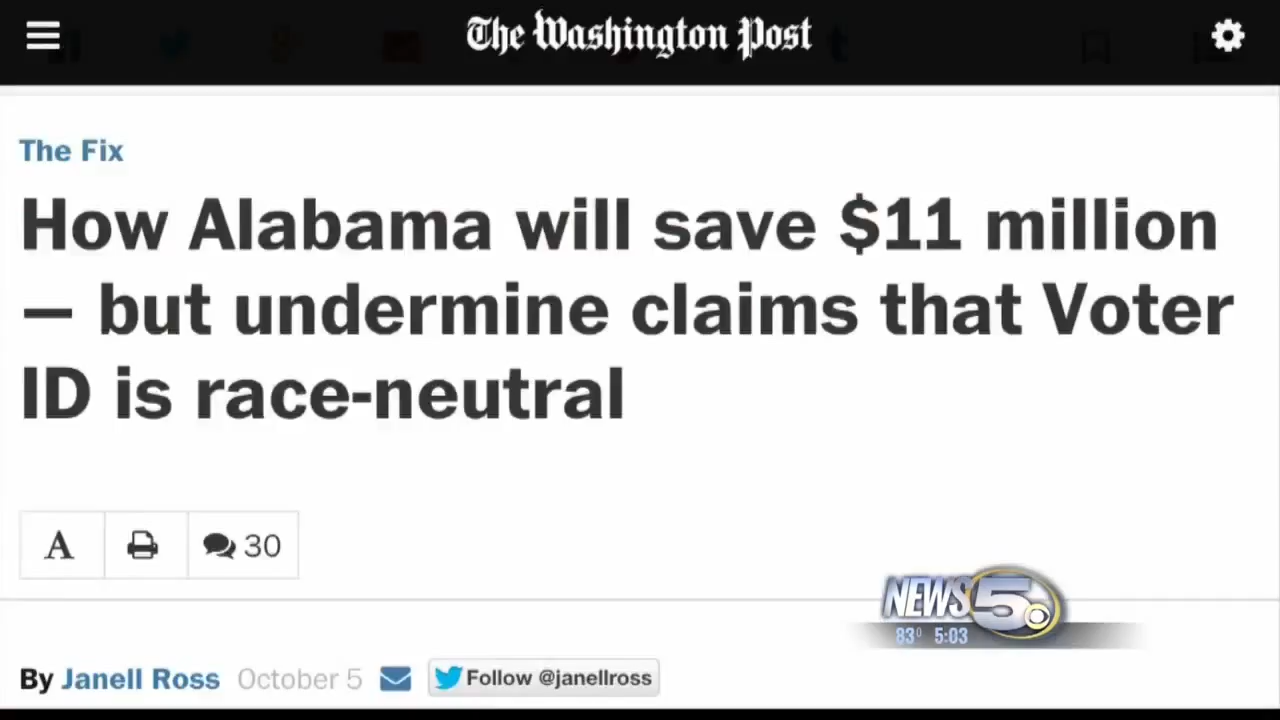 The Washington Post
The Fix
How Alabama will save $11 million
— but undermine claims that Voter
ID is race-neutral
A
30
NEWS 5
83° 5:03
By Janell Ross October 5 Follow @janellross